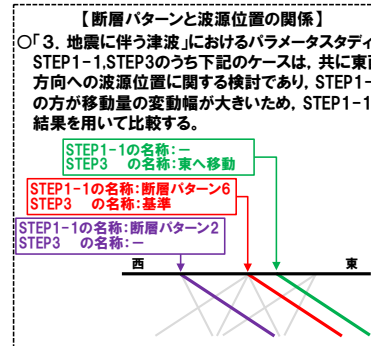 【断層パターンと波源位置の関係】
○「3．地震に伴う津波」におけるパラメータスタディ
STEP1-1,STEP3のうち下記のケースは，共に東西
方向への波源位置に関する検討であり，STEP1-
の方が移動量の変動幅が大きいため，STEP1-1
結果を用いて比較する。
STEP1-1の名称：－
STEP3 の名称：東へ移動
STEP1-1の名称：断層パターン6
STEP3 の名称：基準
STEP1-1の名称：断層パターン2
STEP3 の名称：－
西 東